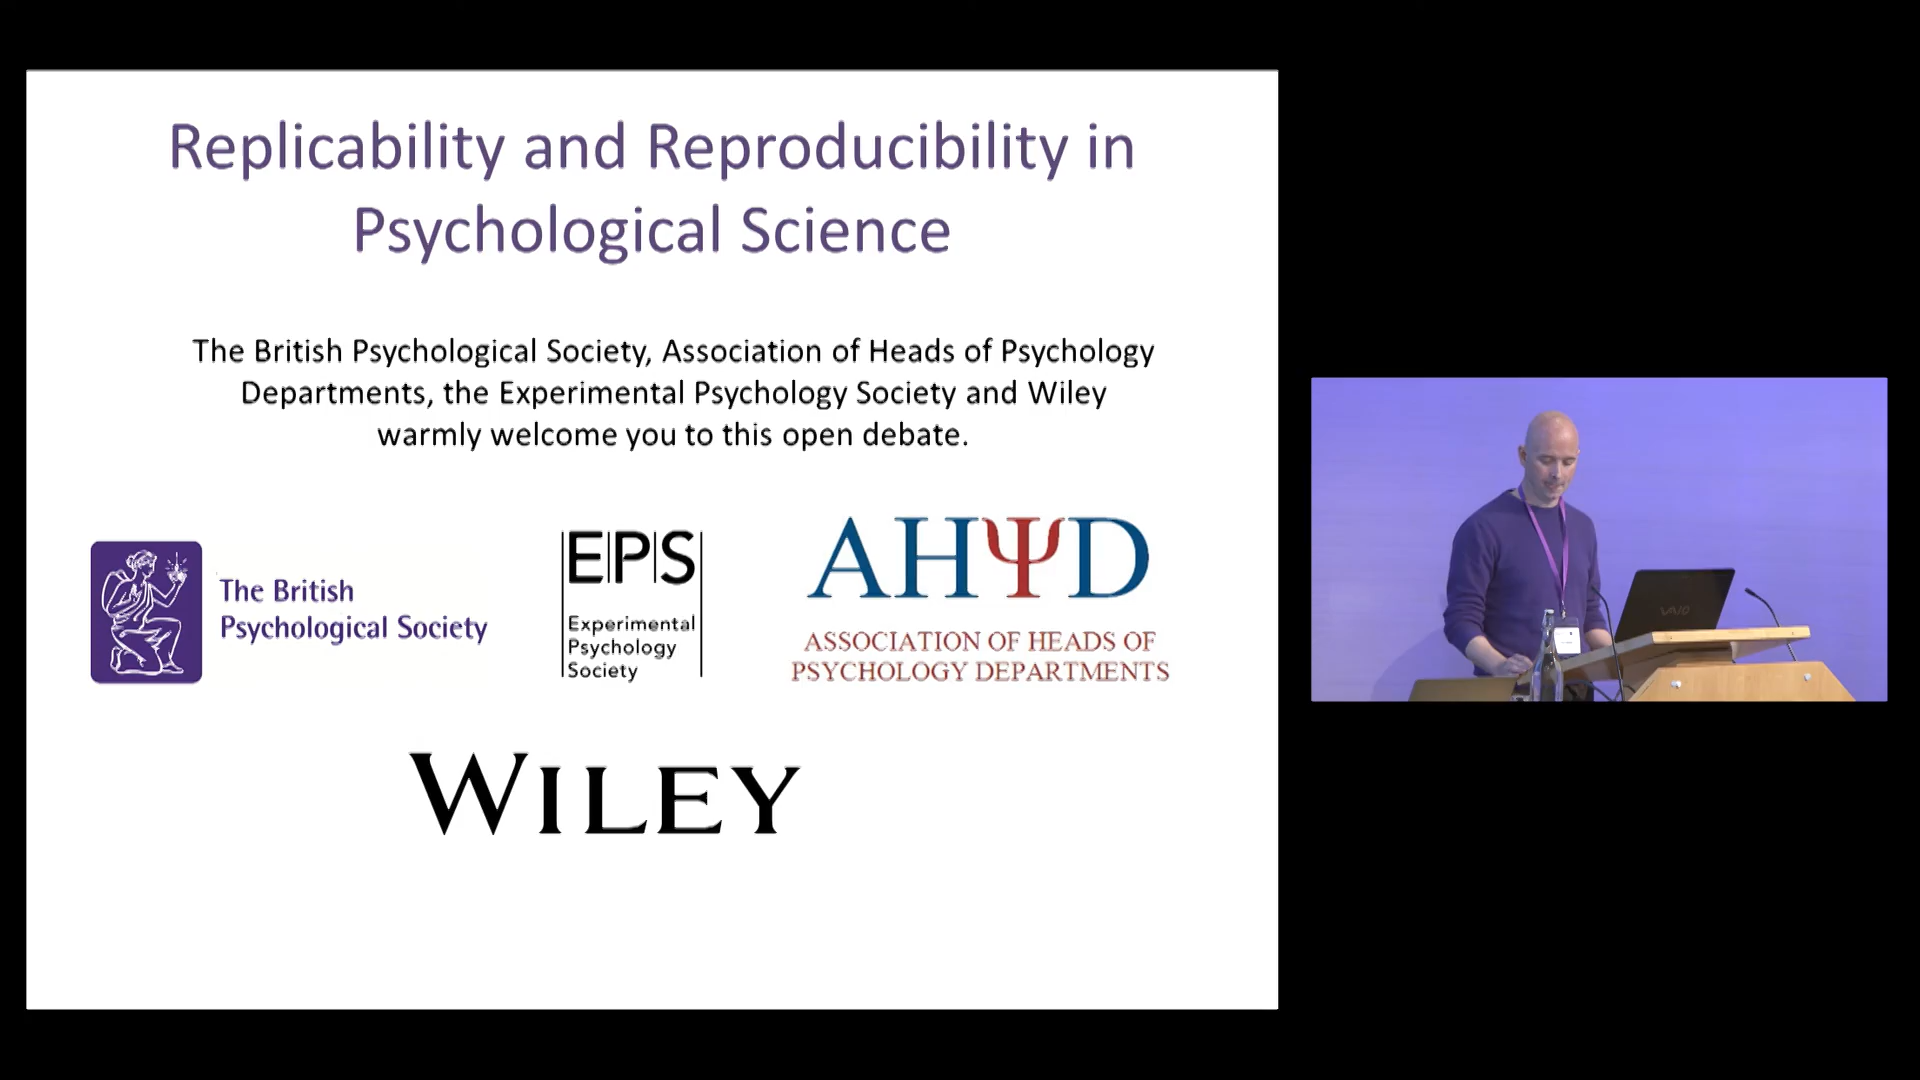 Replicability and Reproducibility in
Psychological Science
The British Psychological Society, Association of Heads of Psychology
Departments, the Experimental Psychology Society and Wiley
warmly welcome you to this open debate.
The British
Psychological Society
E|P|S
Experimental
Psychology
Society
AHΨD
ASSOCIATION OF HEADS OF
PSYCHOLOGY DEPARTMENTS
WILEY
VAIO